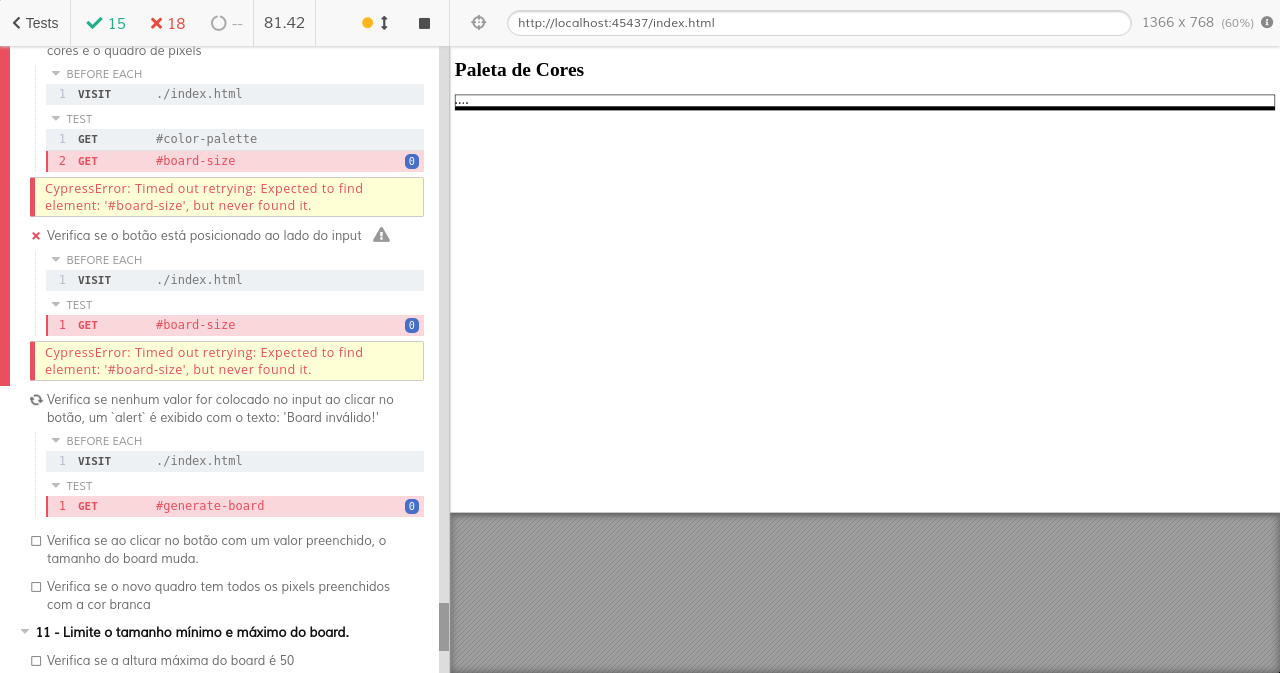 Tests 15 18 -- 81.42
http://localhost:45437/index.html 1366 x 768 (60%)
cores e o quadro de pixels
BEFORE EACH
1 VISIT ./index.html
TEST
1 GET #color-palette
2 GET #board-size 0
CypressError: Timed out retrying: Expected to find
element: '#board-size', but never found it.
Verifica se o botão está posicionado ao lado do input
BEFORE EACH
1 VISIT ./index.html
TEST
1 GET #board-size 0
CypressError: Timed out retrying: Expected to find
element: '#board-size', but never found it.
Verifica se nenhum valor for colocado no input ao clicar no
botão, um `alert` é exibido com o texto: 'Board inválido!'
BEFORE EACH
1 VISIT ./index.html
TEST
1 GET #generate-board 0
Verifica se ao clicar no botão com um valor preenchido, o
tamanho do board muda.
Verifica se o novo quadro tem todos os pixels preenchidos
com a cor branca
11 - Limite o tamanho mínimo e máximo do board.
Verifica se a altura máxima do board é 50
Paleta de Cores
....